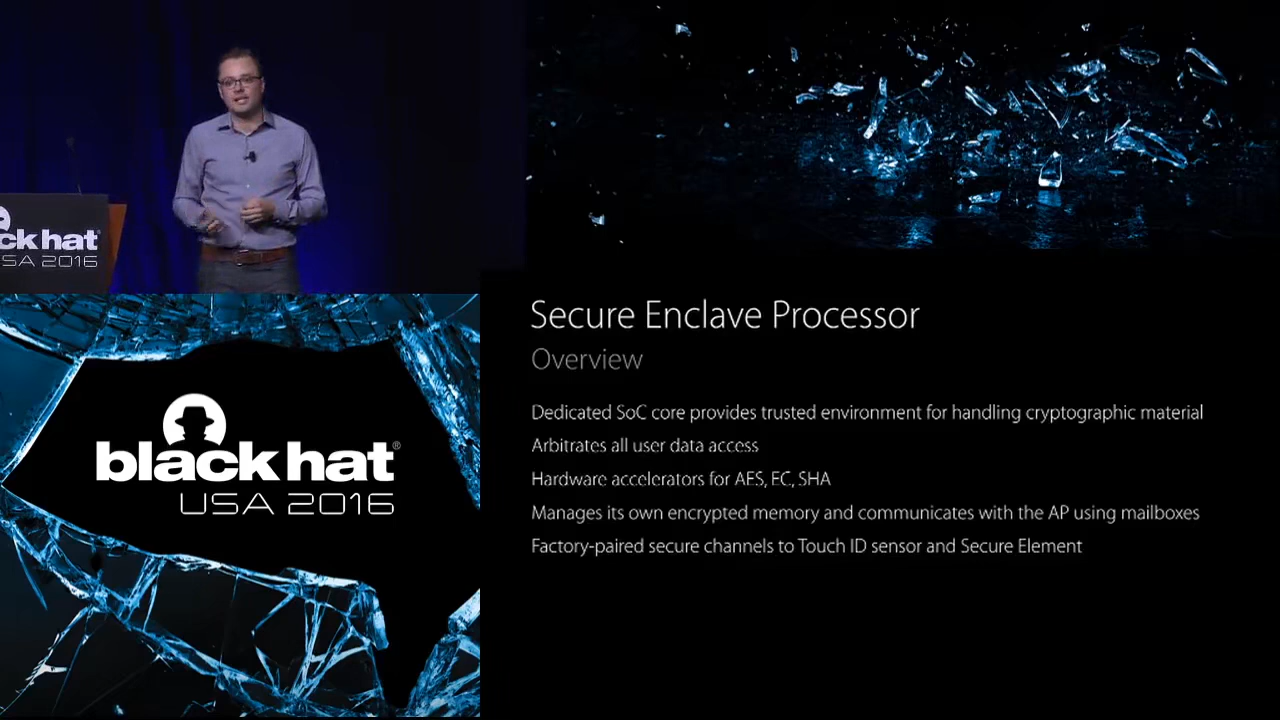 ck hat
SA 2016
black hat®
USA 2016
Secure Enclave Processor
Overview
Dedicated SoC core provides trusted environment for handling cryptographic material
Arbitrates all user data access
Hardware accelerators for AES, EC, SHA
Manages its own encrypted memory and communicates with the AP using mailboxes
Factory-paired secure channels to Touch ID sensor and Secure Element